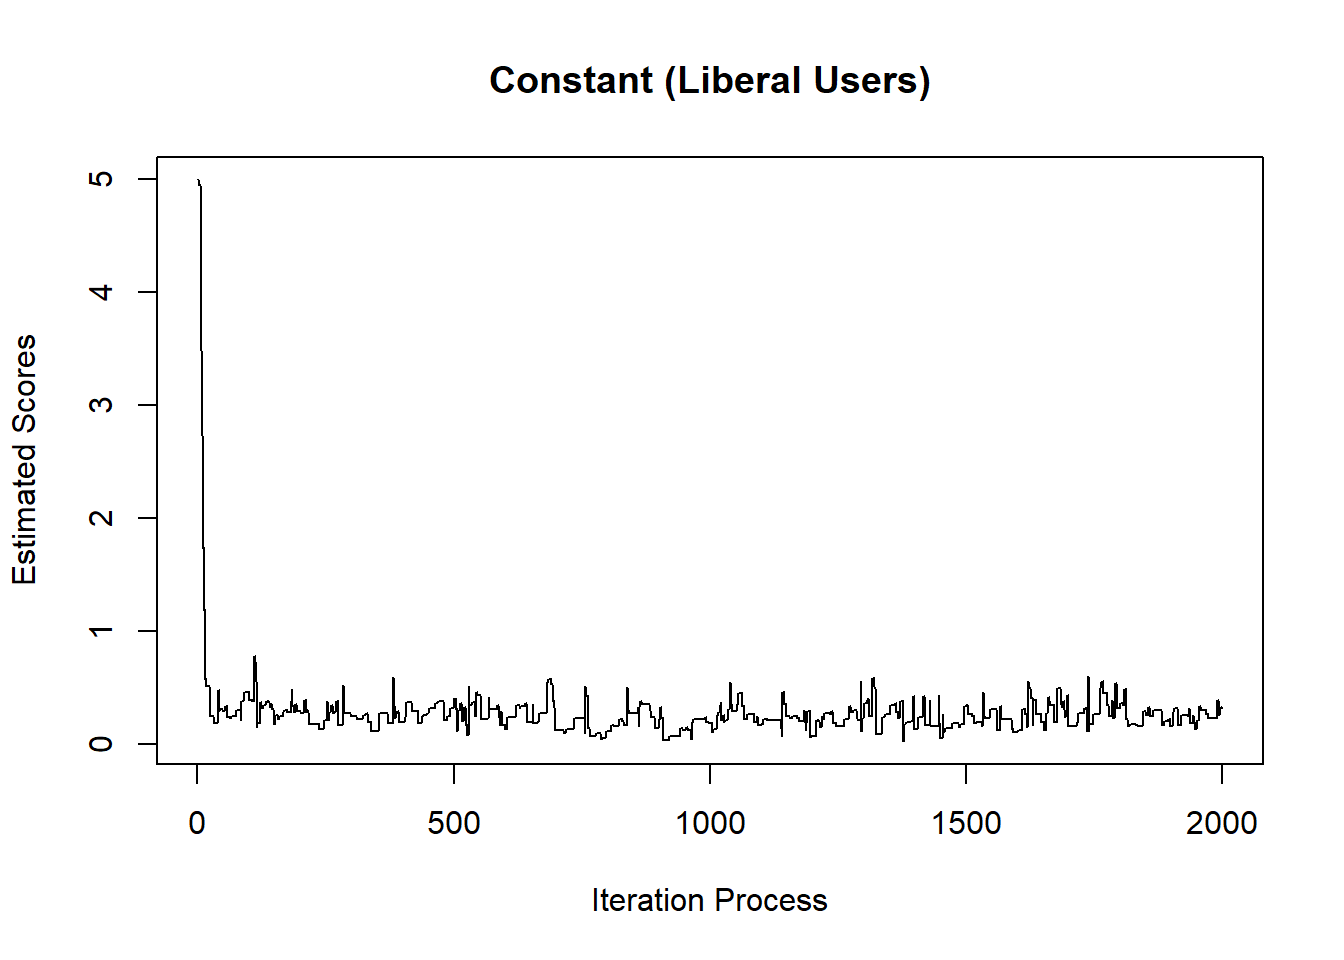 Constant (Liberal Users)
Estimated Scores
5
4
3
2
1
0
0 500 1000 1500 2000
Iteration Process